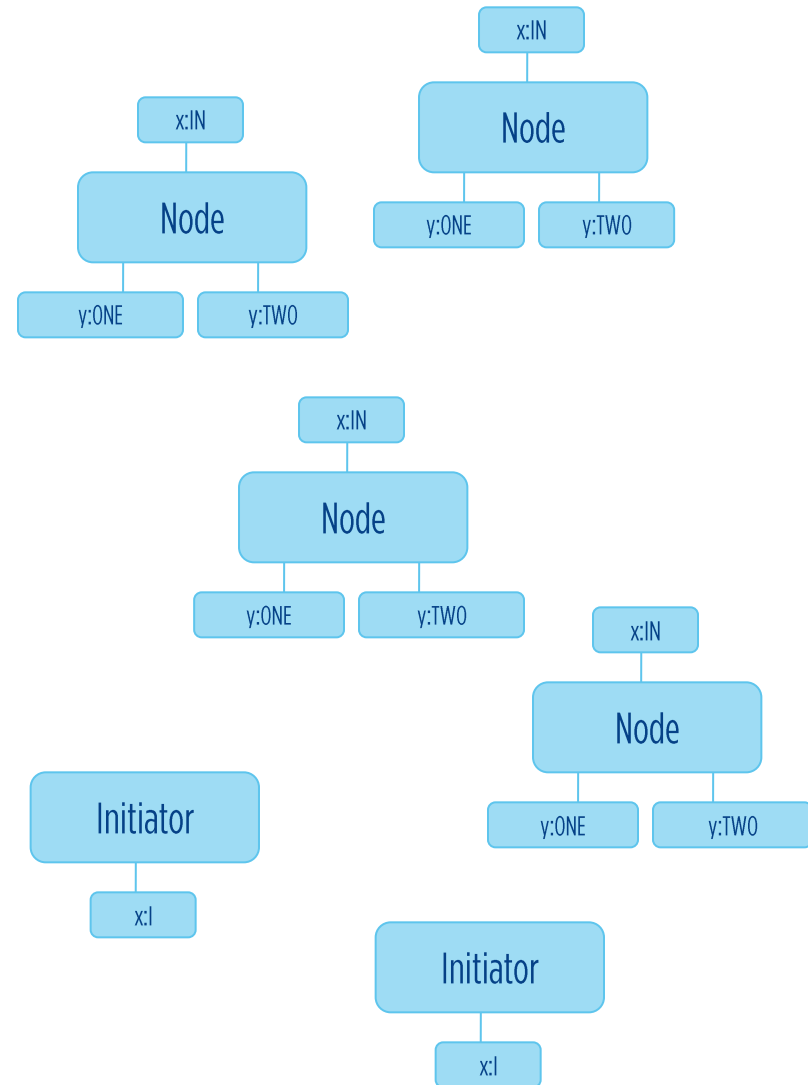 x:IN
Node
y:ONE y:TWO
x:IN
Node
y:ONE y:TWO
x:IN
Node
y:ONE y:TWO
x:IN
Node
y:ONE y:TWO
Initiator
x:I
Initiator
x:I